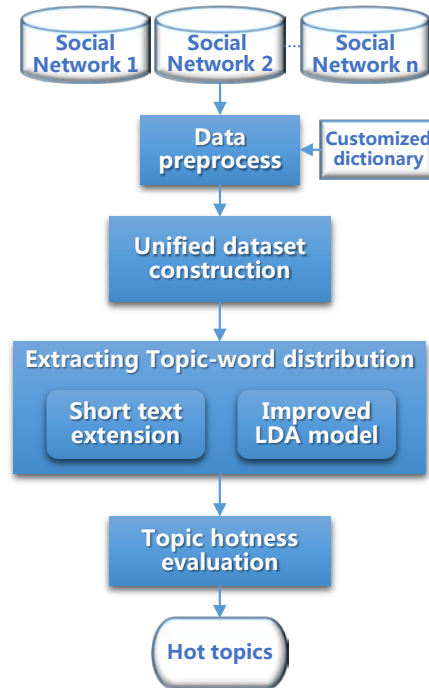 Social
Network 1
Social
Network 2
......
Social
Network n
Data
preprocess
Customized
dictionary
Unified dataset
construction
Extracting Topic-word distribution
Short text
extension
Improved
LDA model
Topic hotness
evaluation
Hot topics